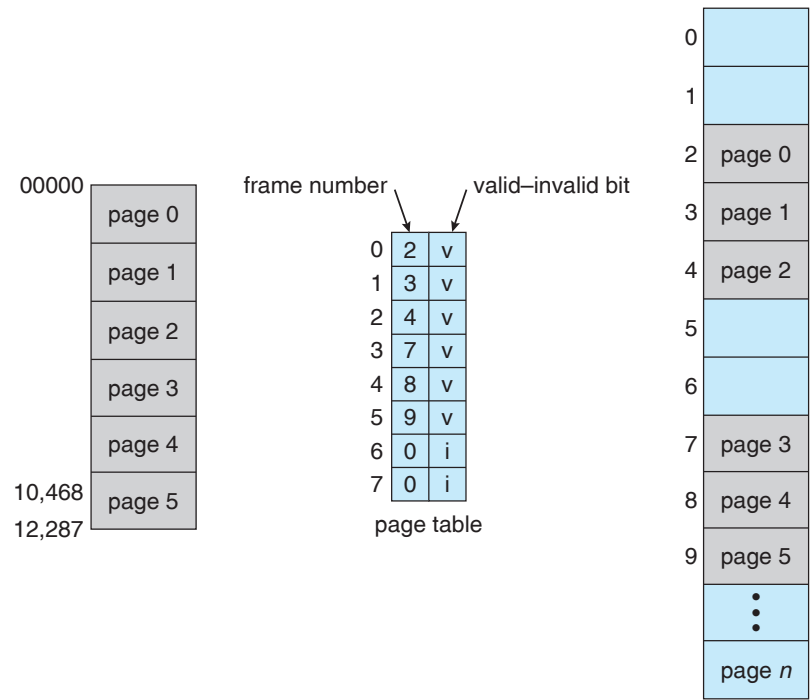 00000
page 0
page 1
page 2
page 3
page 4
10,468
page 5
12,287
frame number
valid–invalid bit
0 2 v
1 3 v
2 4 v
3 7 v
4 8 v
5 9 v
6 0 i
7 0 i
page table
0
1
2 page 0
3 page 1
4 page 2
5
6
7 page 3
8 page 4
9 page 5
page n